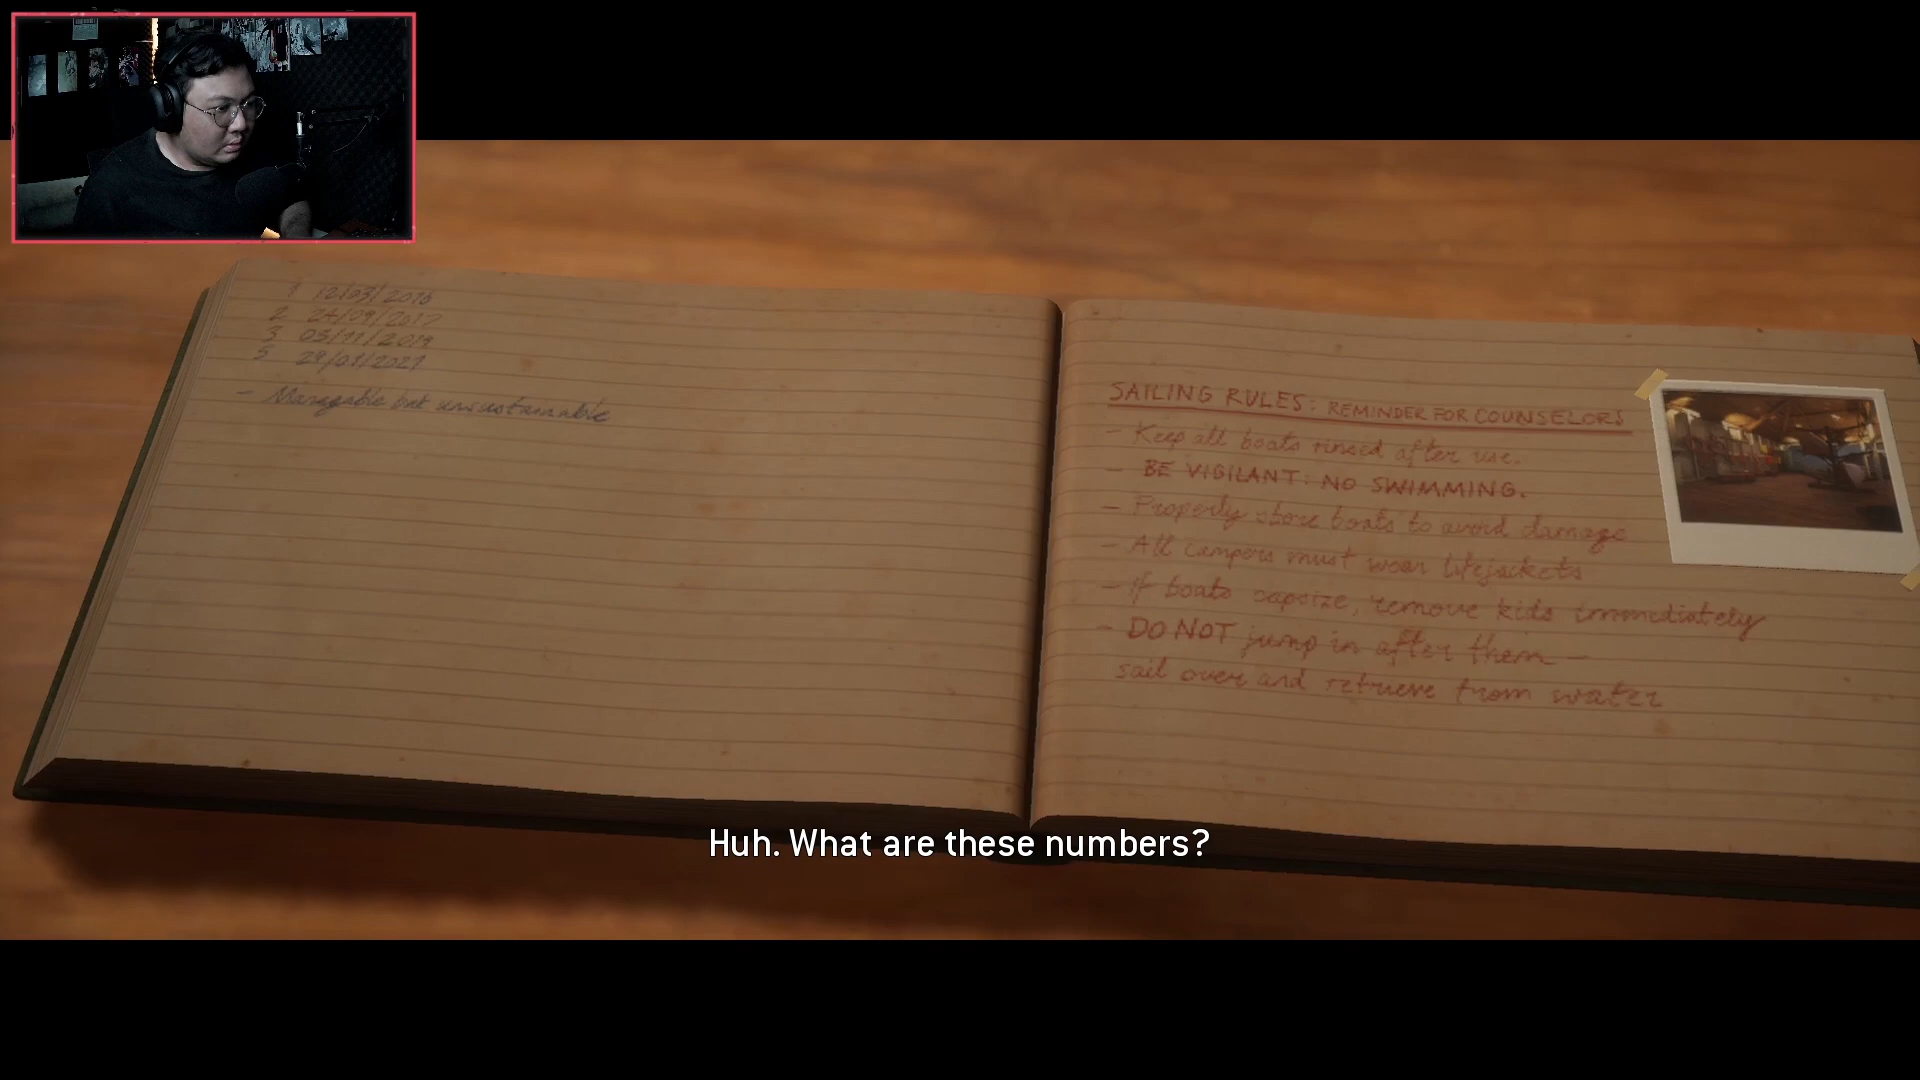 1 12/03/2016
2 24/09/2017
3 03/11/2019
5 29/01/2021
- Managable but unsustainable
SAILING RULES: REMINDER FOR COUNSELORS
- Keep all boats rinsed after use.
- BE VIGILANT: NO SWIMMING.
- Properly store boats to avoid damage
- All campers must wear lifejackets
- If boats capsize, remove kids immediately
- DO NOT jump in after them -
sail over and retrieve from water
Huh. What are these numbers?